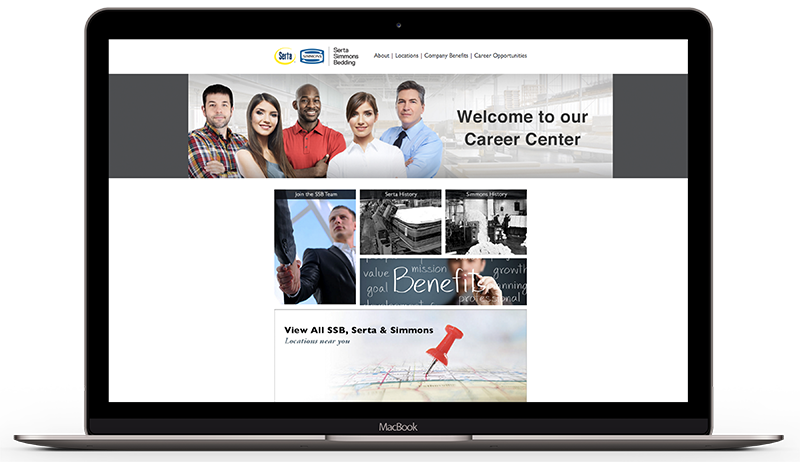 Serta
SIMMONS
Serta
Simmons
Bedding
About | Locations | Company Benefits | Career Opportunities
Welcome to our
Career Center
Join the SSB Team
Serta History
Simmons History
value
mission
growth
goal
Benefits
professional
View All SSB, Serta & Simmons
Locations near you
MacBook